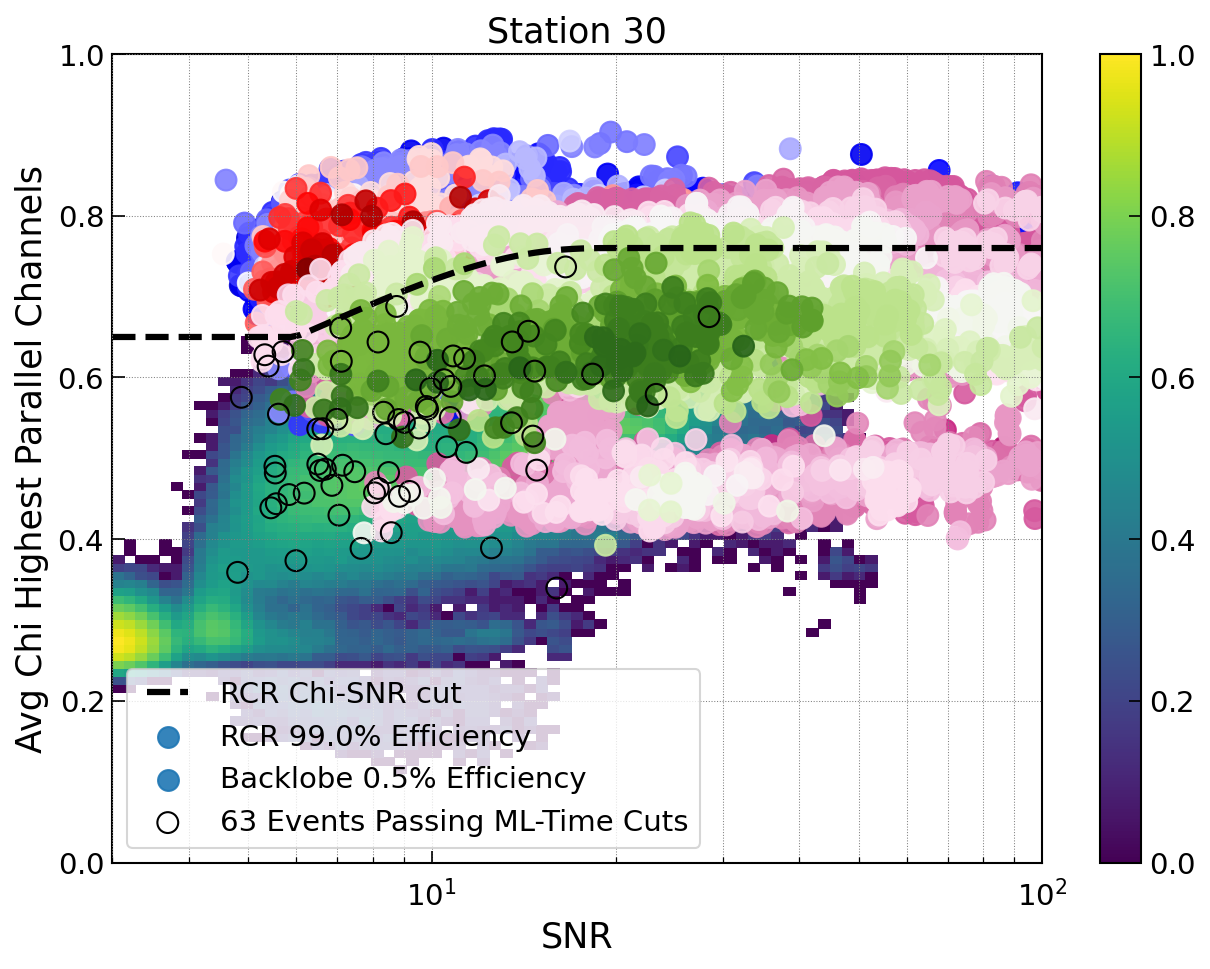 Station 30
Avg Chi Highest Parallel Channels
1.0
0.8
0.6
0.4
0.2
0.0
RCR Chi-SNR cut
RCR 99.0% Efficiency
Backlobe 0.5% Efficiency
63 Events Passing ML-Time Cuts
10¹
10²
SNR
1.0
0.8
0.6
0.4
0.2
0.0